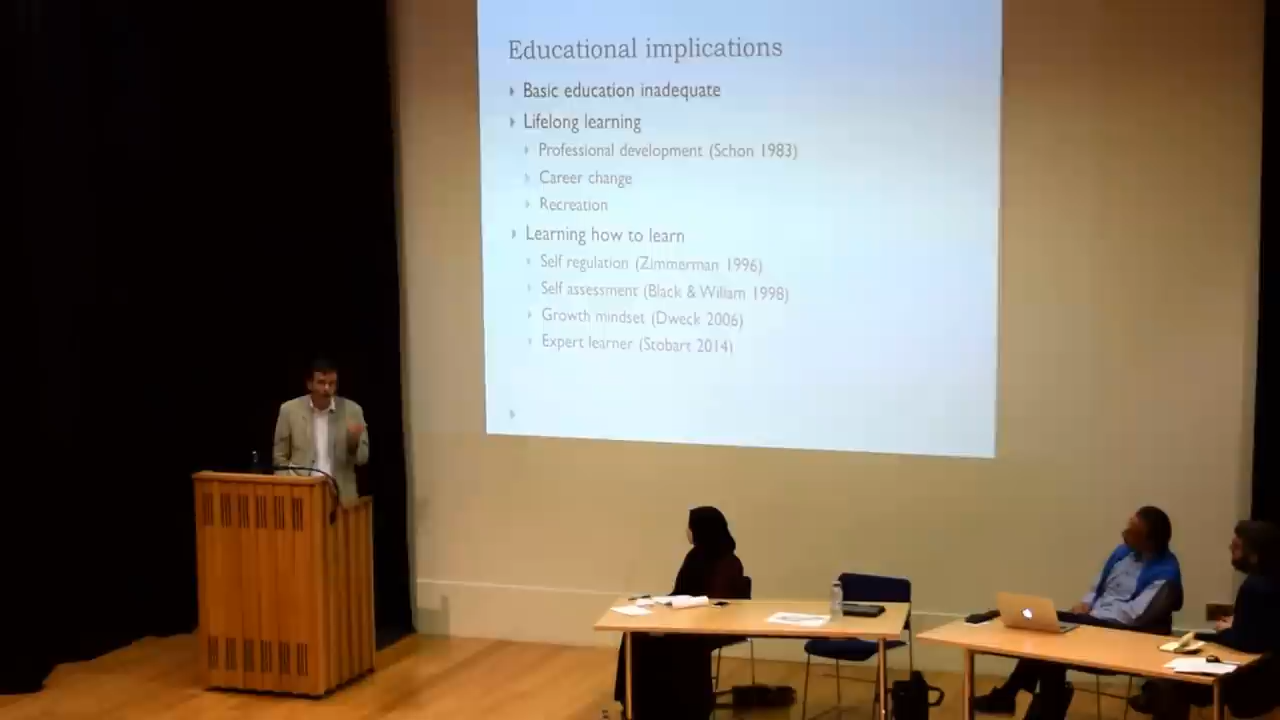 Educational implications
Basic education inadequate
Lifelong learning
Professional development (Schon 1983)
Career change
Recreation
Learning how to learn
Self regulation (Zimmerman 1996)
Self assessment (Black & Wiliam 1998)
Growth mindset (Dweck 2006)
Expert learner (Stobart 2014)